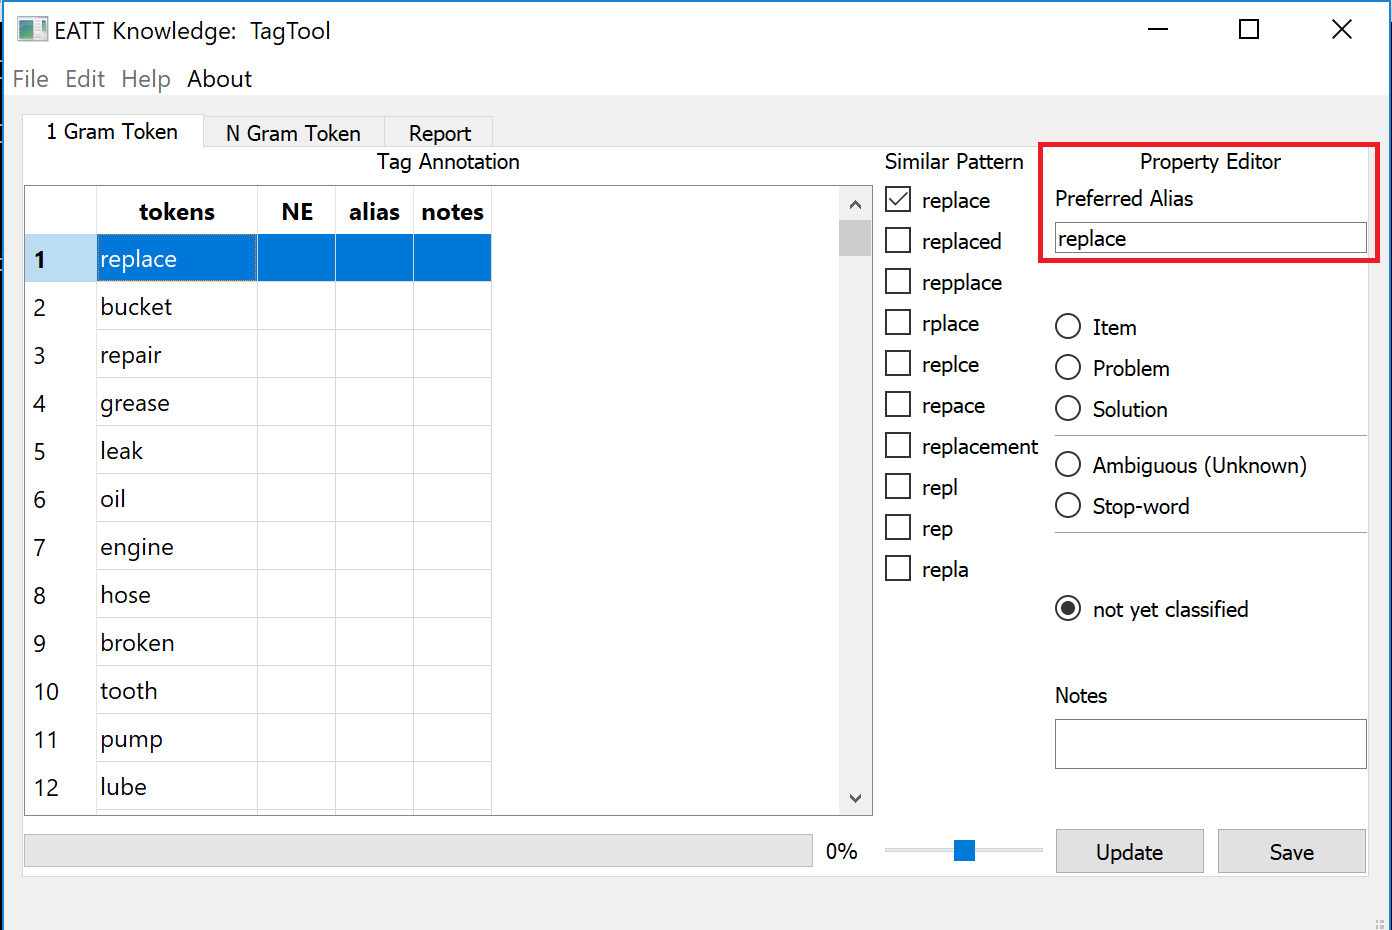 EATT Knowledge: TagTool
File Edit Help About
1 Gram Token N Gram Token Report
Tag Annotation
tokens NE alias notes
1 replace
2 bucket
3 repair
4 grease
5 leak
6 oil
7 engine
8 hose
9 broken
10 tooth
11 pump
12 lube
0%
Similar Pattern
replace
replaced
repplace
rplace
replce
repace
replacement
repl
rep
repla
Property Editor
Preferred Alias
replace
Item
Problem
Solution
Ambiguous (Unknown)
Stop-word
not yet classified
Notes
Update Save